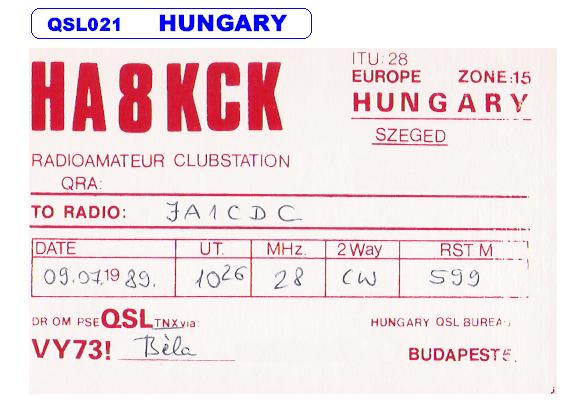 QSL021 HUNGARY
HA8KCK
ITU: 28
EUROPE ZONE:15
HUNGARY
SZEGED
RADIOAMATEUR CLUBSTATION
QRA:
TO RADIO: JA1CDC
DATE UT. MHz. 2Way RST M
09.07.1989. 1026 28 CW 599
DR OM PSE QSL TNX via: HUNGARY QSL BUREAU
VY73! Béla BUDAPEST 5.